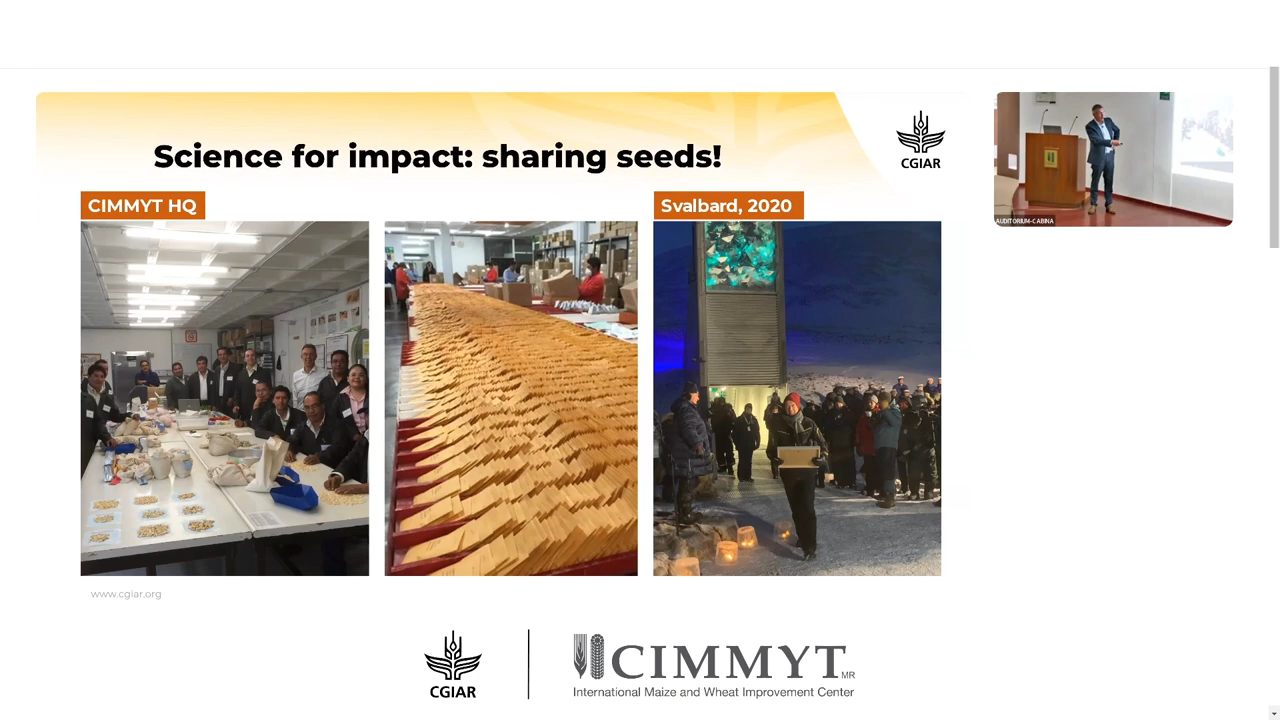 Science for impact: sharing seeds!
CGIAR
CIMMYT HQ
Svalbard, 2020
AUDITORIUM-CABINA
www.cgiar.org
CGIAR
CIMMYT MR
International Maize and Wheat Improvement Center